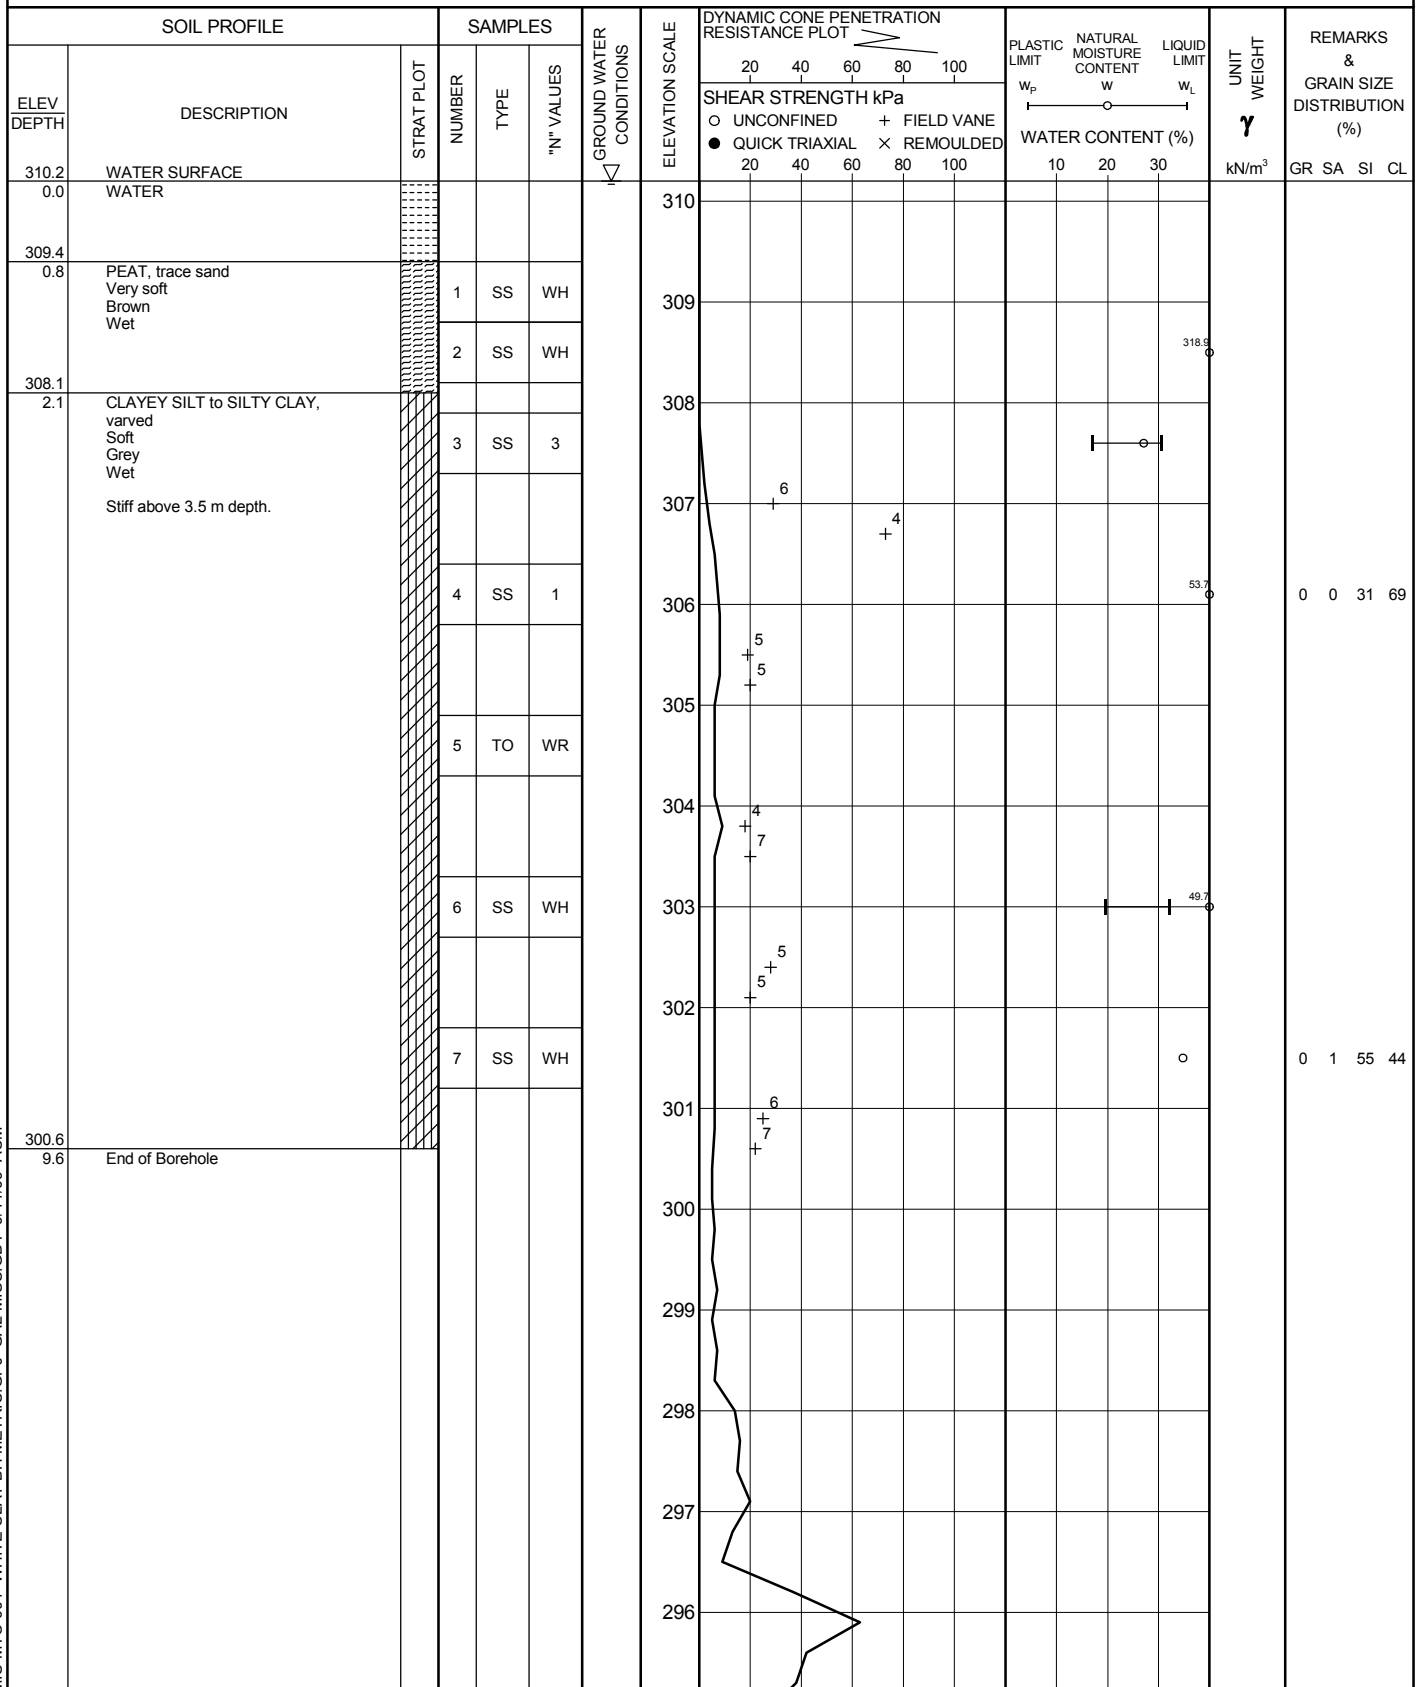 SOIL PROFILE
SAMPLES
GROUND WATER
CONDITIONS
ELEVATION SCALE
DYNAMIC CONE PENETRATION
RESISTANCE PLOT
20 40 60 80 100
SHEAR STRENGTH kPa
○ UNCONFINED + FIELD VANE
● QUICK TRIAXIAL × REMOULDED
20 40 60 80 100
PLASTIC
LIMIT
NATURAL
MOISTURE
CONTENT
LIQUID
LIMIT
WP W WL
WATER CONTENT (%)
10 20 30
UNIT
WEIGHT
γ
kN/m³
REMARKS
&
GRAIN SIZE
DISTRIBUTION
(%)
GR SA SI CL
ELEV
DEPTH
DESCRIPTION
STRAT PLOT
NUMBER
TYPE
"N" VALUES
310.2 WATER SURFACE
0.0 WATER
310
309.4
0.8 PEAT, trace sand
Very soft
Brown
Wet
1 SS WH
309
2 SS WH
318.9
308.1
2.1 CLAYEY SILT to SILTY CLAY,
varved
Soft
Grey
Wet
Stiff above 3.5 m depth.
308
3 SS 3
6
307
4
53.7
4 SS 1
0 0 31 69
306
5
5
305
5 TO WR
304
4
7
49.7
6 SS WH
303
5
5
302
7 SS WH
0 1 55 44
301
6
7
300.6
9.6 End of Borehole
300
299
298
297
296